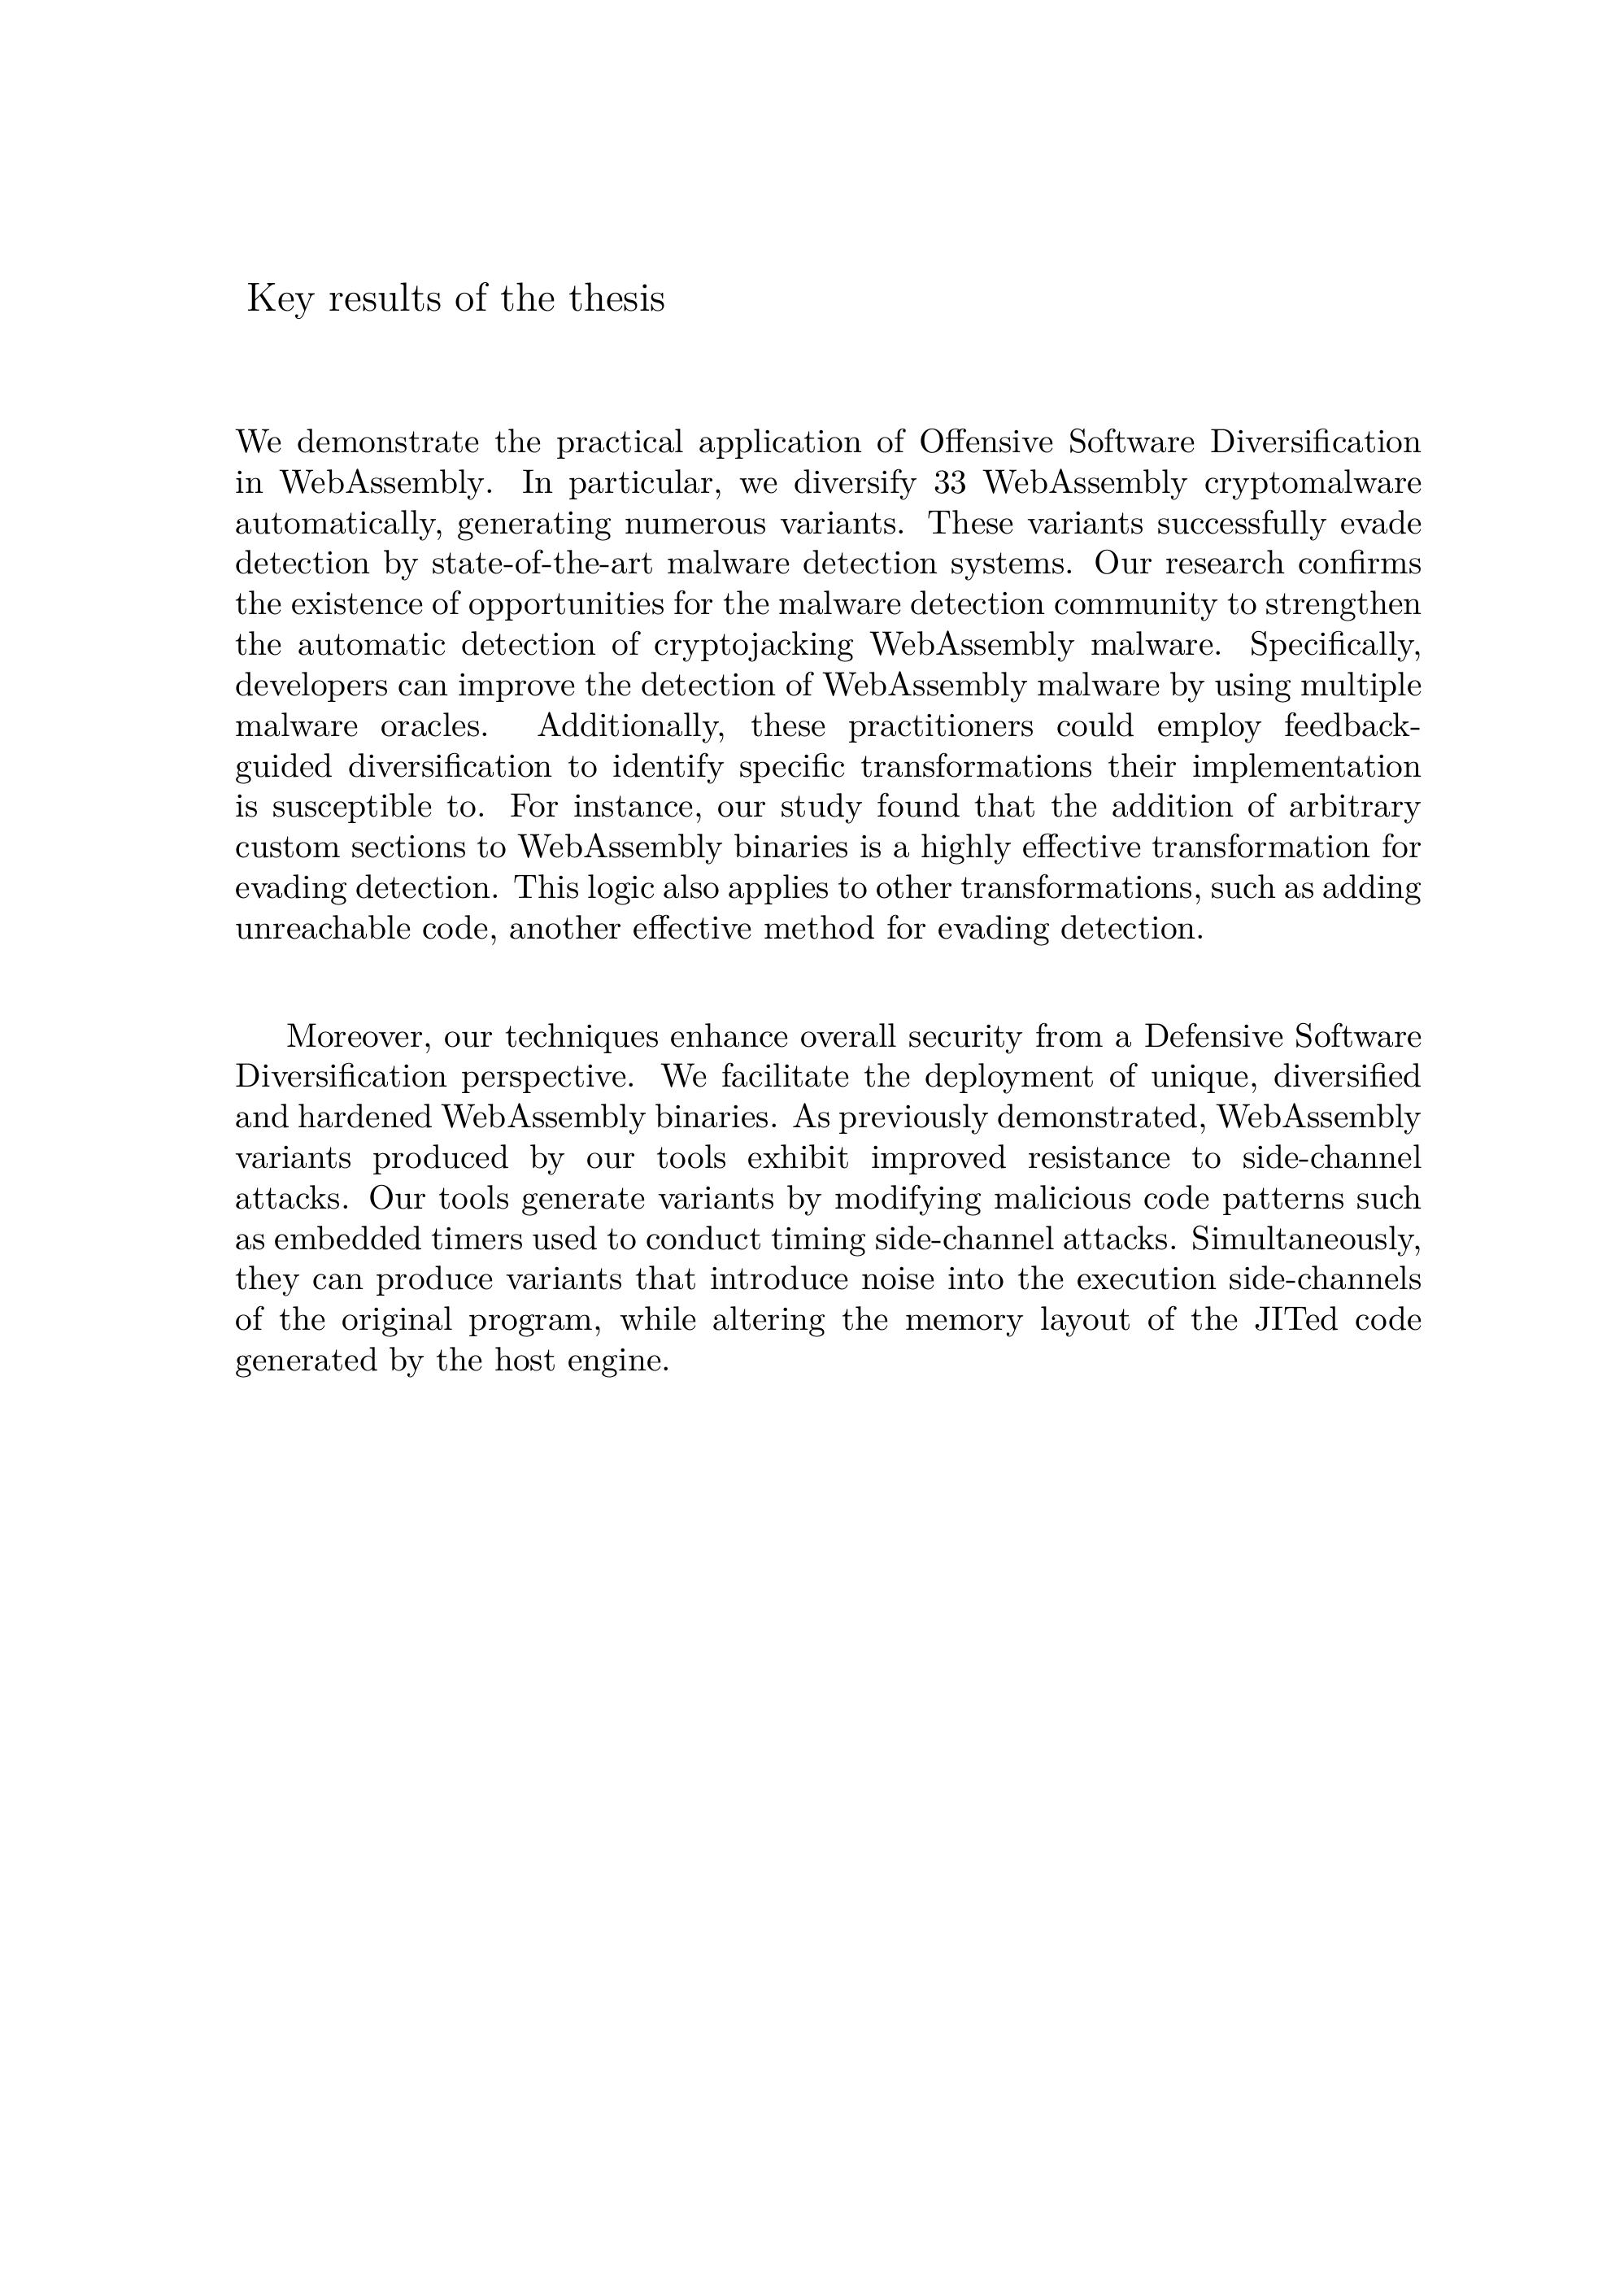 Key results of the thesis
We demonstrate the practical application of Offensive Software Diversification
in WebAssembly. In particular, we diversify 33 WebAssembly cryptomalware
automatically, generating numerous variants. These variants successfully evade
detection by state-of-the-art malware detection systems. Our research confirms
the existence of opportunities for the malware detection community to strengthen
the automatic detection of cryptojacking WebAssembly malware. Specifically,
developers can improve the detection of WebAssembly malware by using multiple
malware oracles. Additionally, these practitioners could employ feedback-
guided diversification to identify specific transformations their implementation
is susceptible to. For instance, our study found that the addition of arbitrary
custom sections to WebAssembly binaries is a highly effective transformation for
evading detection. This logic also applies to other transformations, such as adding
unreachable code, another effective method for evading detection.
Moreover, our techniques enhance overall security from a Defensive Software
Diversification perspective. We facilitate the deployment of unique, diversified
and hardened WebAssembly binaries. As previously demonstrated, WebAssembly
variants produced by our tools exhibit improved resistance to side-channel
attacks. Our tools generate variants by modifying malicious code patterns such
as embedded timers used to conduct timing side-channel attacks. Simultaneously,
they can produce variants that introduce noise into the execution side-channels
of the original program, while altering the memory layout of the JITed code
generated by the host engine.